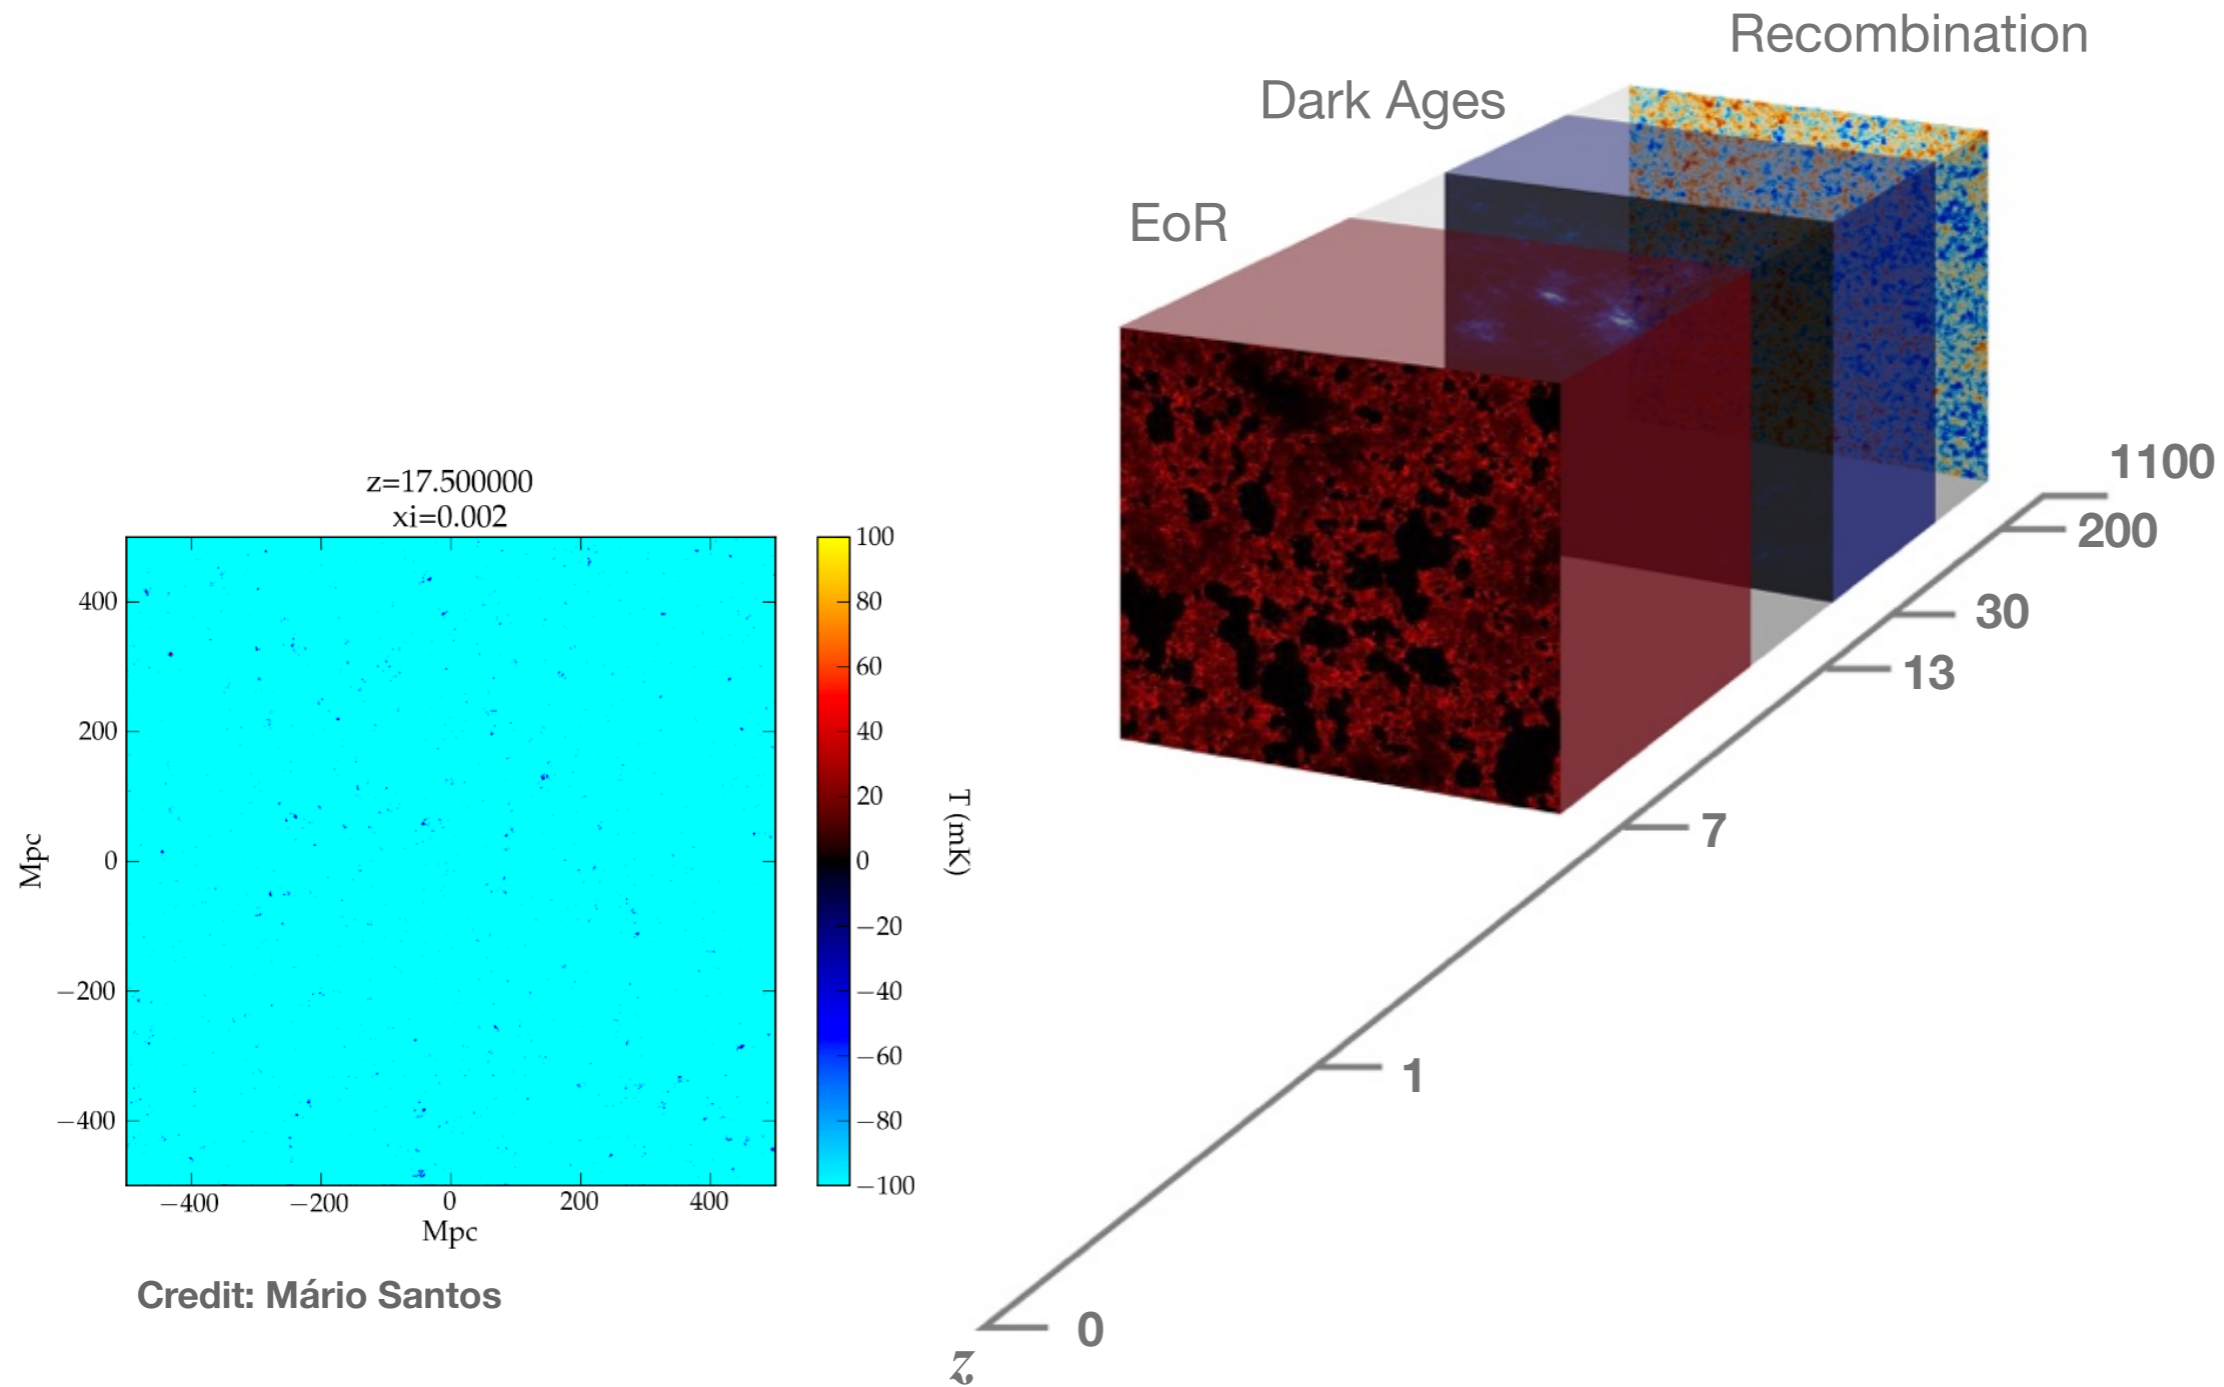 Recombination
Dark Ages
EoR
1100
200
30
13
7
1
0
z
z=17.500000
xi=0.002
400
200
0
−200
−400
Mpc
−400 −200 0 200 400
Mpc
100
80
60
40
20
0
−20
−40
−60
−80
−100
T (mK)
Credit: Mário Santos